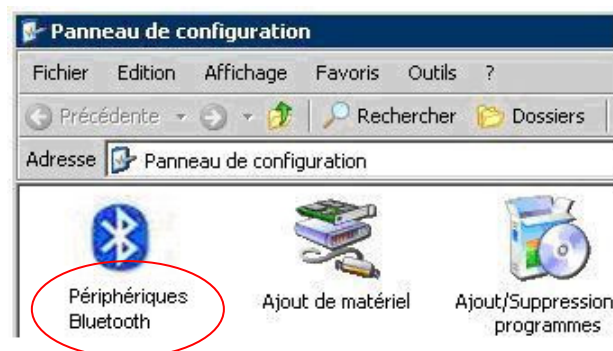 Panneau de configuration
Fichier Edition Affichage Favoris Outils ?
Précédente Rechercher Dossiers
Adresse Panneau de configuration
Périphériques
Bluetooth
Ajout de matériel
Ajout/Suppression
programmes